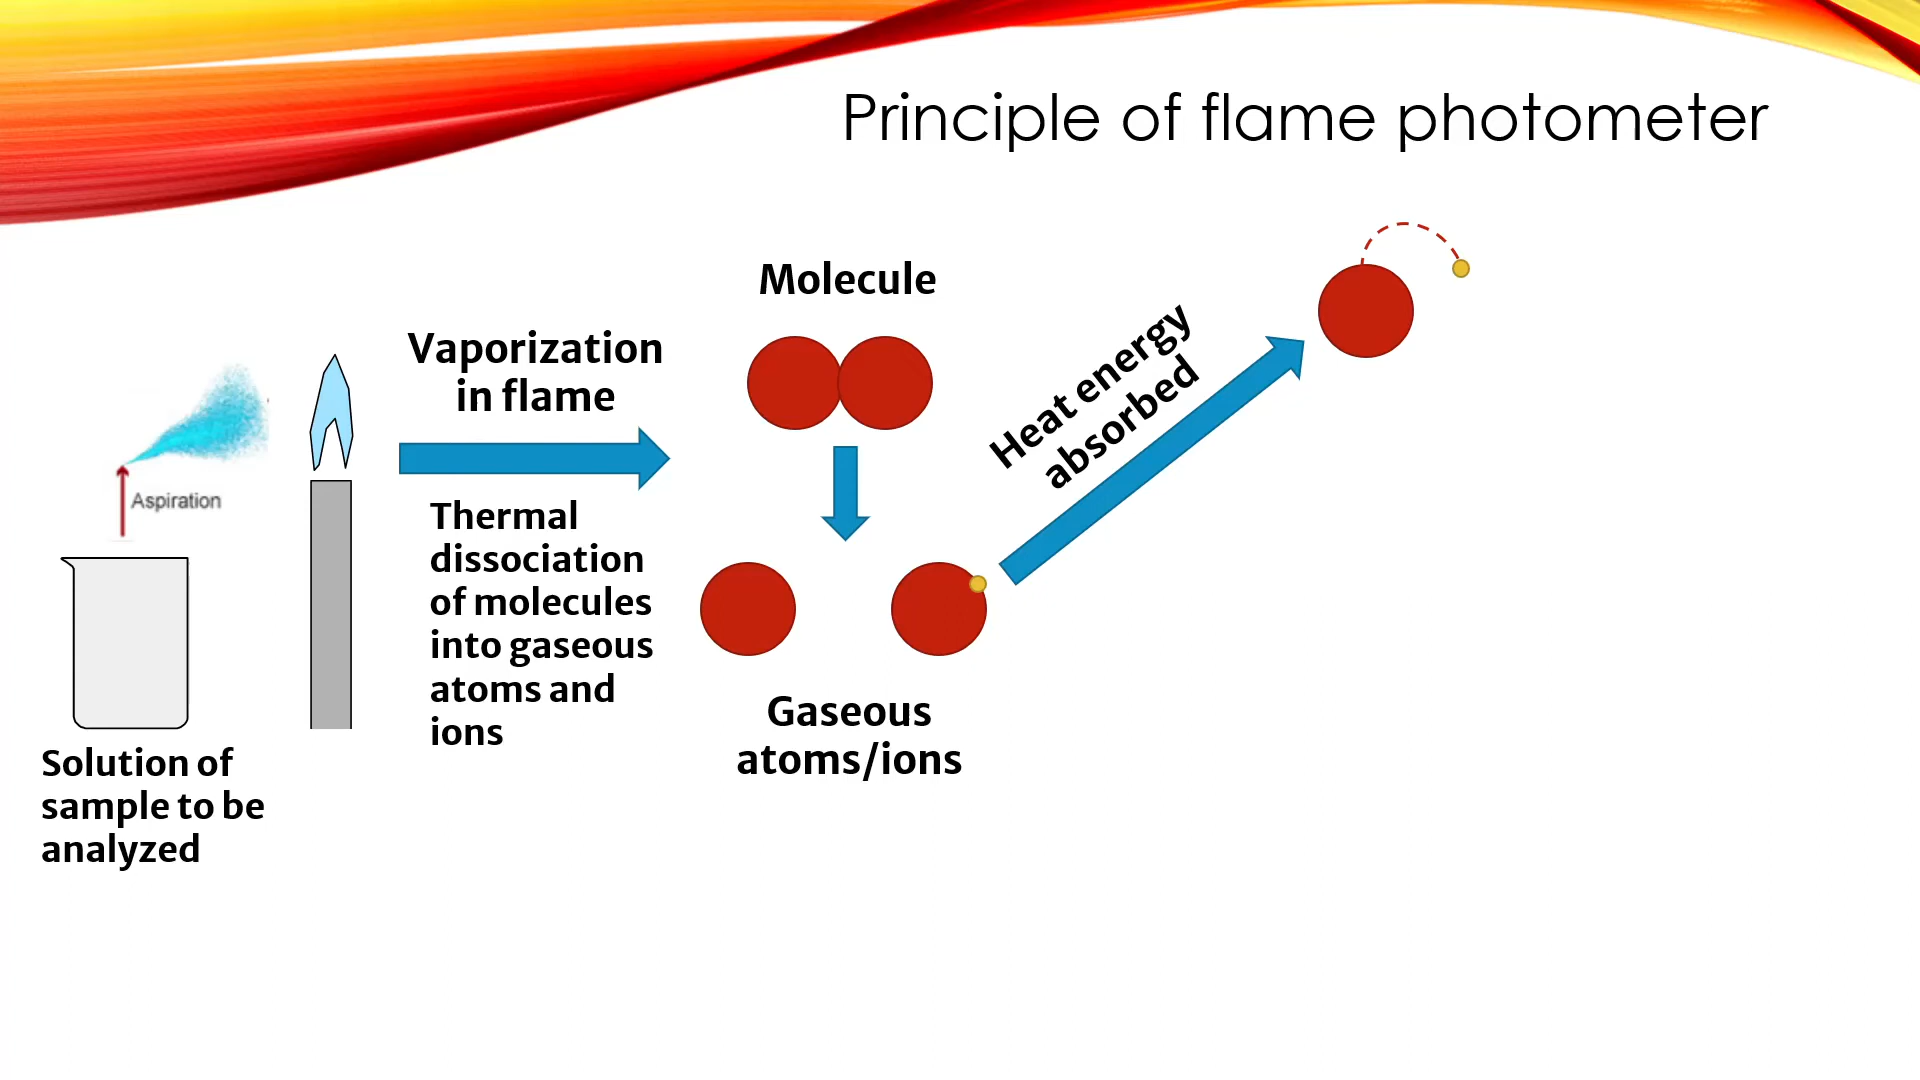 Principle of flame photometer
Molecule
Vaporization
in flame
Heat energy
absorbed
Aspiration
Thermal
dissociation
of molecules
into gaseous
atoms and
ions
Gaseous
atoms/ions
Solution of
sample to be
analyzed